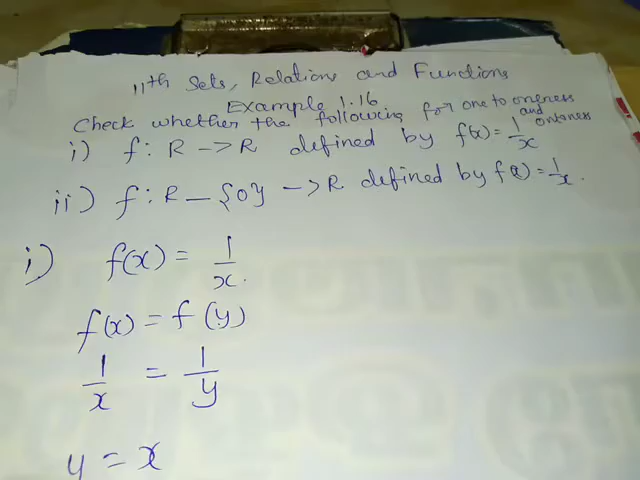 11th Sets, Relations and Functions
Example 1.16
Check whether the following for one to oneness and ontoness
i) f: R -> R defined by f(x) = 1/x
ii) f: R - {0} -> R defined by f(x) = 1/x.
i) f(x) = 1/x.
f(x) = f(y)
1/x = 1/y
y = x